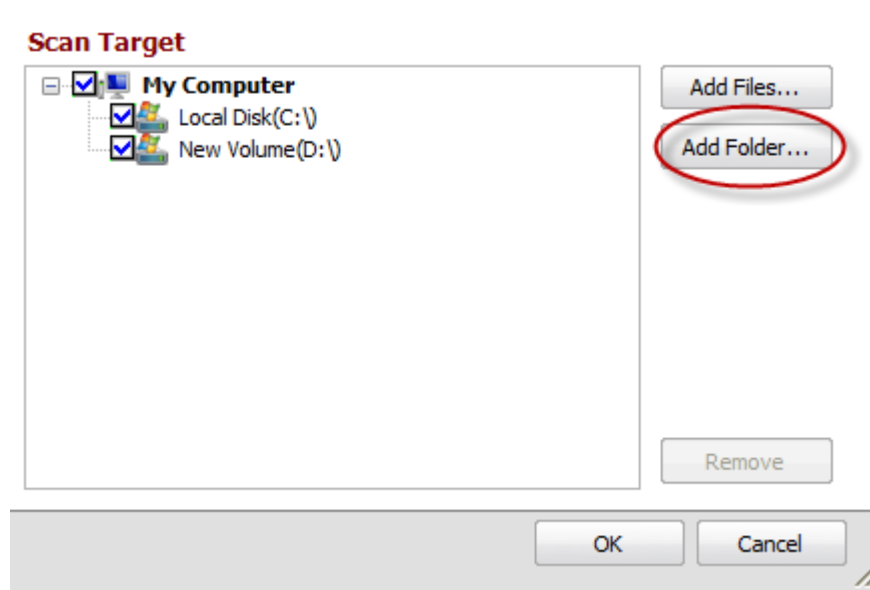 Scan Target
My Computer
Add Files...
Local Disk(C:\)
New Volume(D:\)
Add Folder...
Remove
OK
Cancel